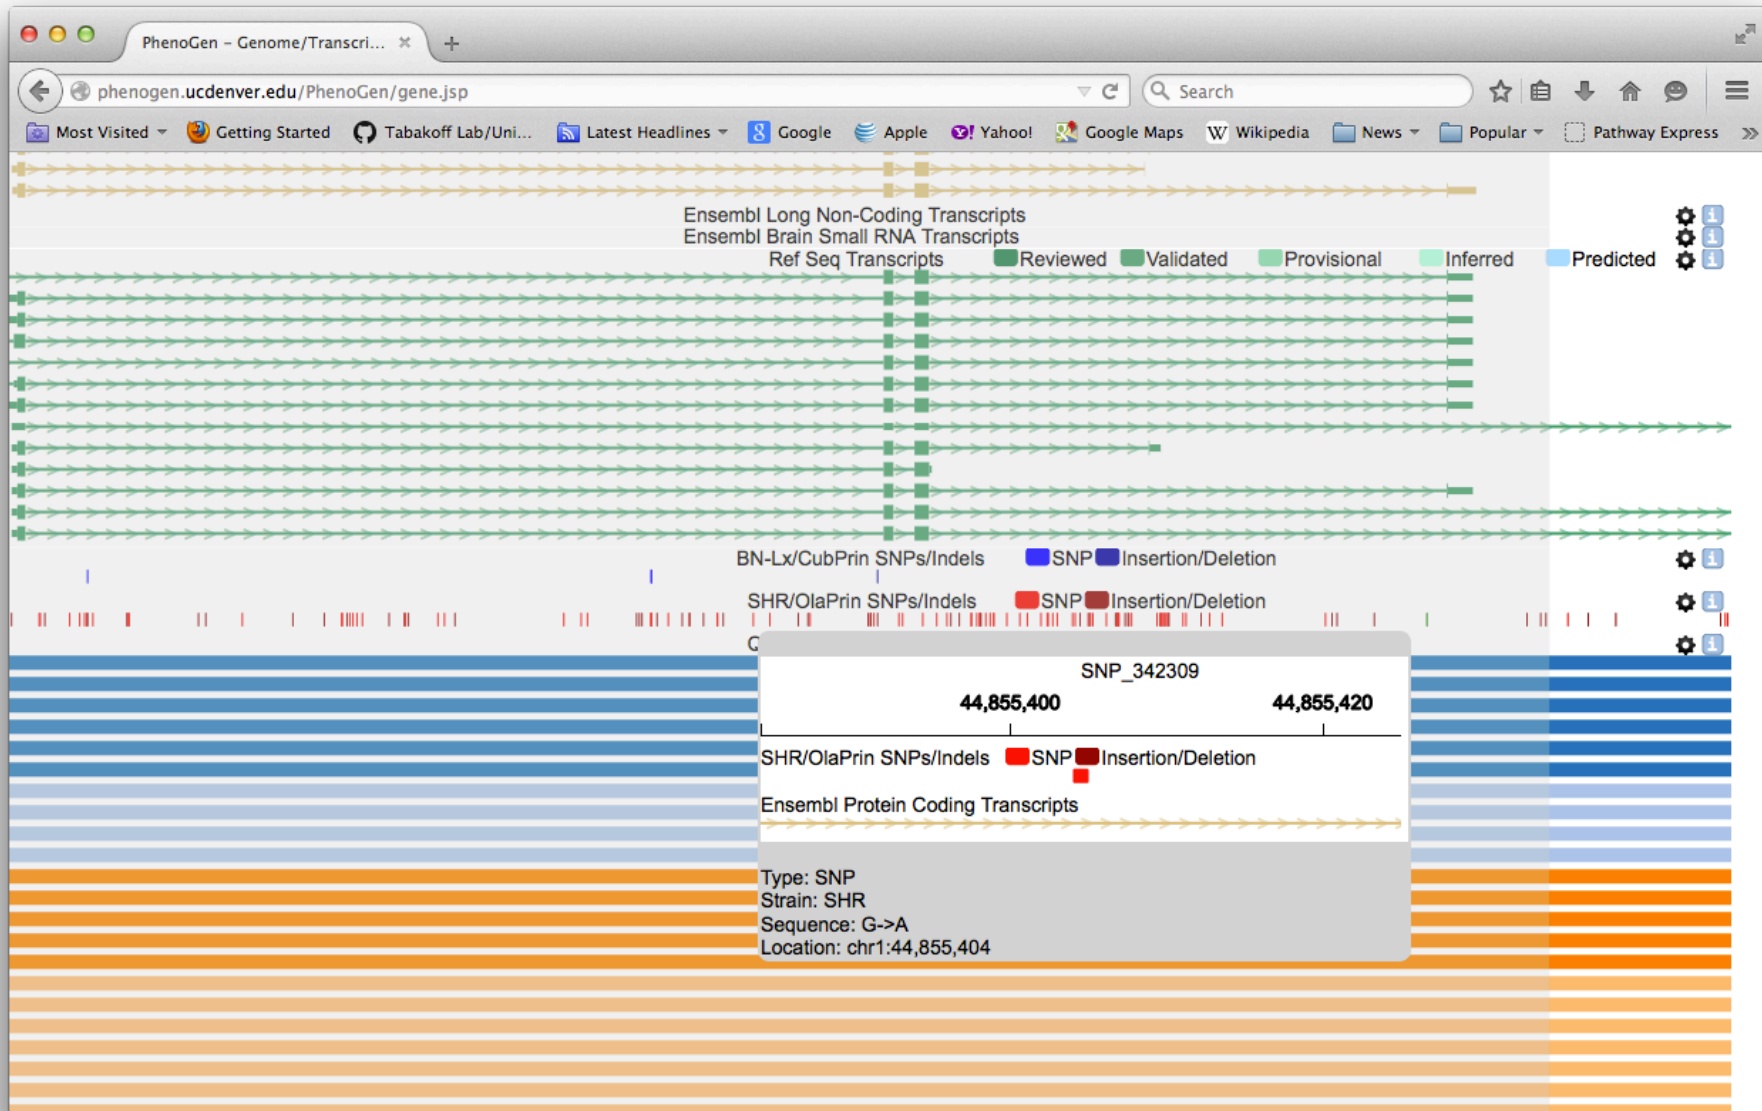 PhenoGen - Genome/Transcri...
phenogen.ucdenver.edu/PhenoGen/gene.jsp
Search
Most Visited
Getting Started
Tabakoff Lab/Uni...
Latest Headlines
Google
Apple
Yahoo!
Google Maps
Wikipedia
News
Popular
Pathway Express
Ensembl Long Non-Coding Transcripts
Ensembl Brain Small RNA Transcripts
Ref Seq Transcripts Reviewed Validated Provisional Inferred Predicted
BN-Lx/CubPrin SNPs/Indels SNP Insertion/Deletion
SHR/OlaPrin SNPs/Indels SNP Insertion/Deletion
SNP_342309
44,855,400 44,855,420
SHR/OlaPrin SNPs/Indels SNP Insertion/Deletion
Ensembl Protein Coding Transcripts
Type: SNP
Strain: SHR
Sequence: G->A
Location: chr1:44,855,404